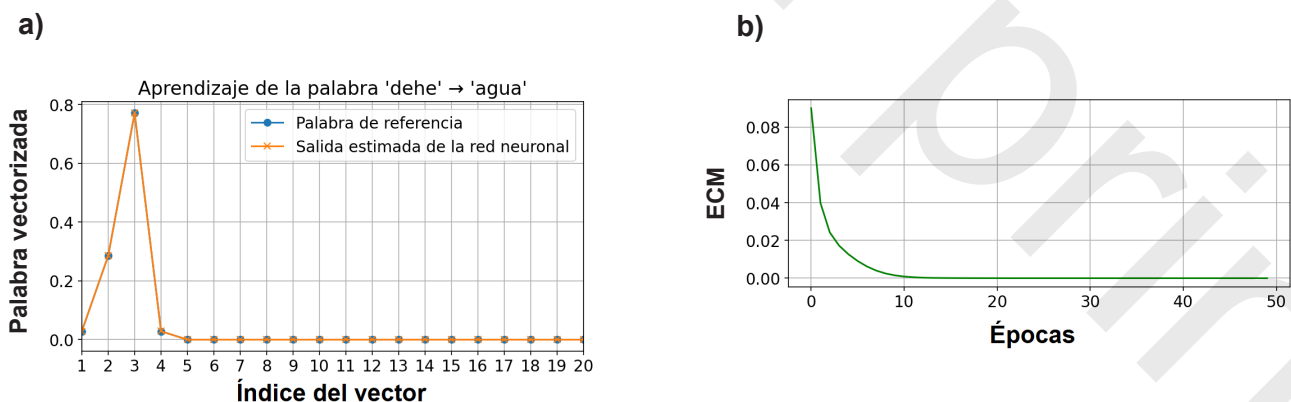 a)
Aprendizaje de la palabra 'dehe' → 'agua'
Palabra de referencia
Salida estimada de la red neuronal
Palabra vectorizada
0.8
0.6
0.4
0.2
0.0
1 2 3 4 5 6 7 8 9 10 11 12 13 14 15 16 17 18 19 20
Índice del vector
b)
ECM
0.08
0.06
0.04
0.02
0.00
0 10 20 30 40 50
Épocas